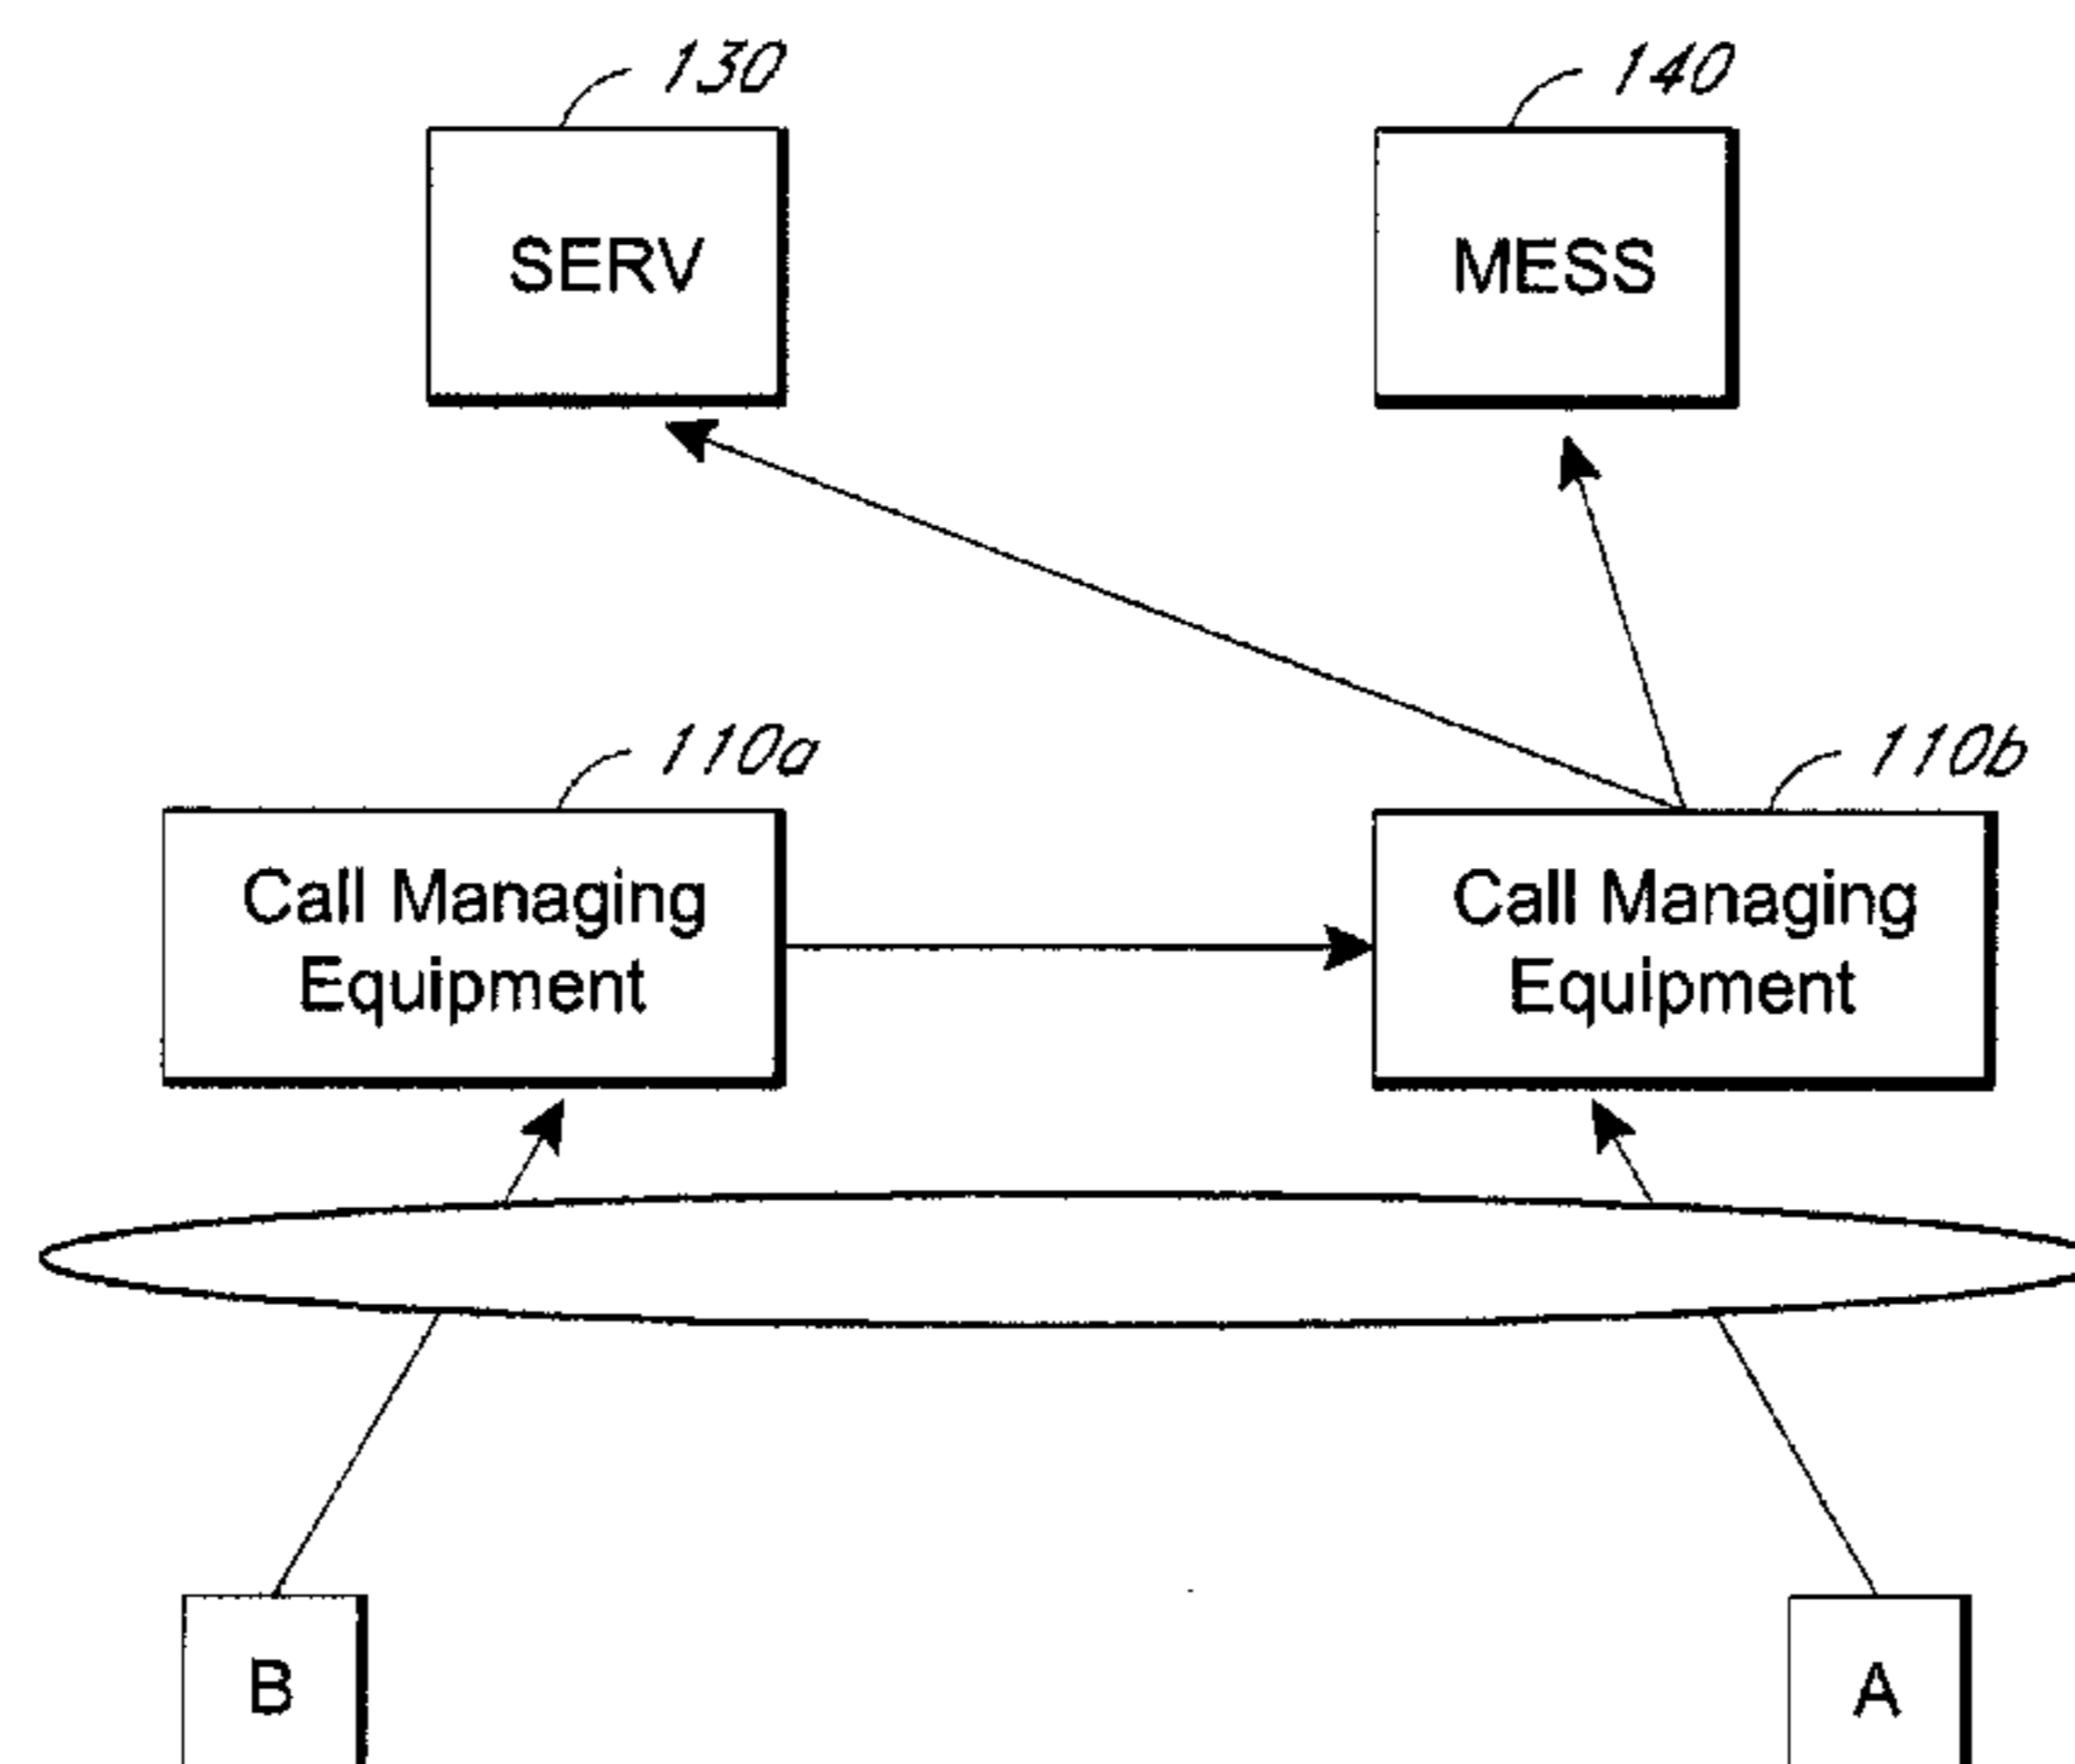 130
140
SERV
MESS
110a
110b
Call Managing
Equipment
Call Managing
Equipment
B
A